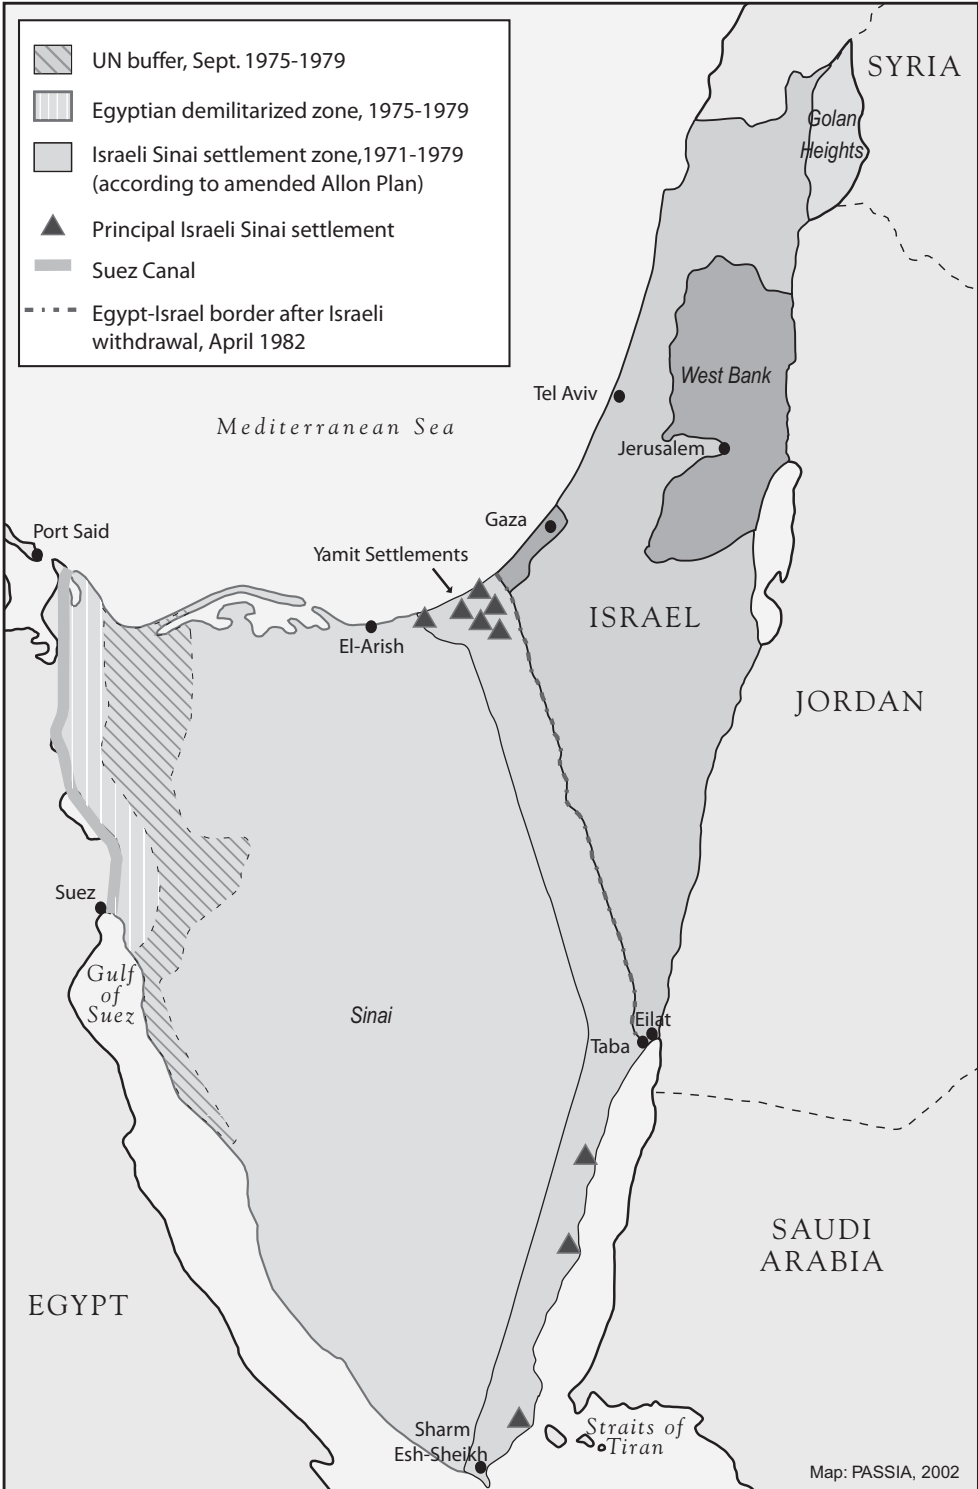 UN buffer, Sept. 1975-1979
Egyptian demilitarized zone, 1975-1979
Israeli Sinai settlement zone,1971-1979
(according to amended Allon Plan)
Principal Israeli Sinai settlement
Suez Canal
Egypt-Israel border after Israeli
withdrawal, April 1982
SYRIA
Golan
Heights
West Bank
Tel Aviv
Mediterranean Sea
Jerusalem
Gaza
Port Said
Yamit Settlements
ISRAEL
El-Arish
JORDAN
Suez
Gulf
of
Suez
Sinai
Eilat
Taba
SAUDI
ARABIA
EGYPT
Sharm
Esh-Sheikh
Straits of
Tiran
Map: PASSIA, 2002